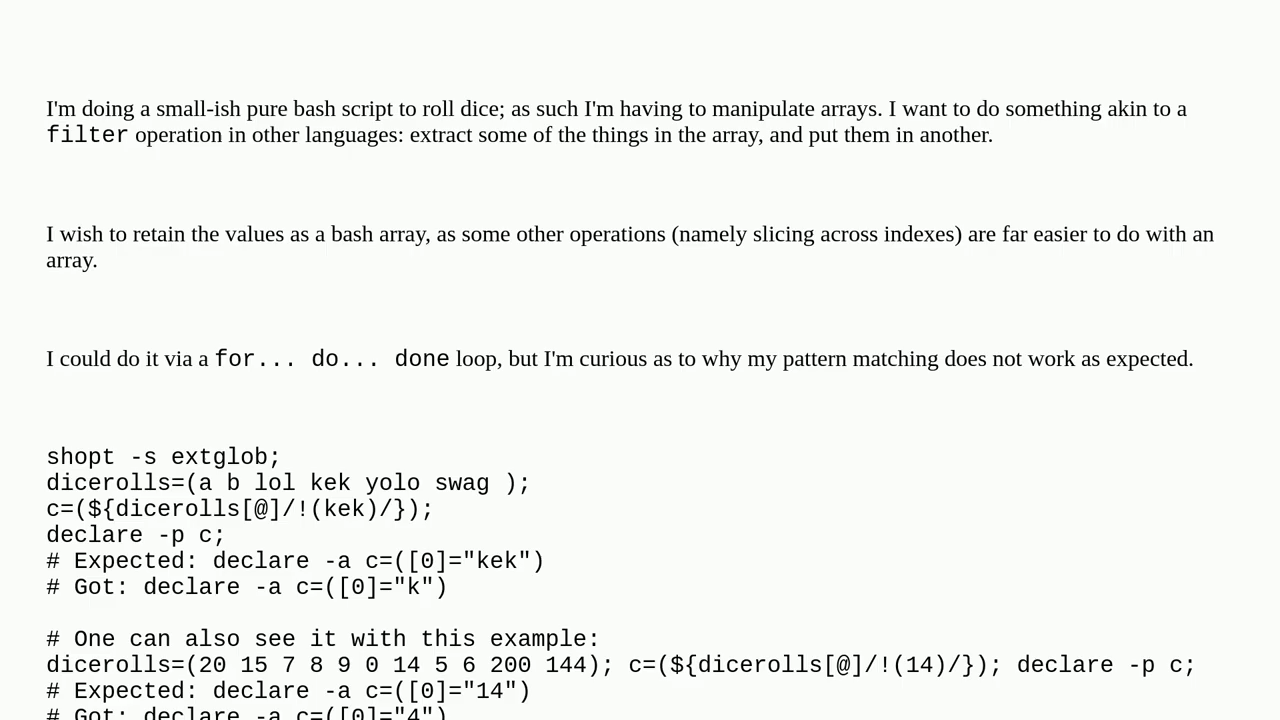 I'm doing a small-ish pure bash script to roll dice; as such I'm having to manipulate arrays. I want to do something akin to a
filter operation in other languages: extract some of the things in the array, and put them in another.
I wish to retain the values as a bash array, as some other operations (namely slicing across indexes) are far easier to do with an
array.
I could do it via a for... do... done loop, but I'm curious as to why my pattern matching does not work as expected.
shopt -s extglob;
dicerolls=(a b lol kek yolo swag );
c=(${dicerolls[@]/!(kek)/});
declare -p c;
# Expected: declare -a c=([0]="kek")
# Got: declare -a c=([0]="k")
# One can also see it with this example:
dicerolls=(20 15 7 8 9 0 14 5 6 200 144); c=(${dicerolls[@]/!(14)/}); declare -p c;
# Expected: declare -a c=([0]="14")
# Got: declare -a c=([0]="4")